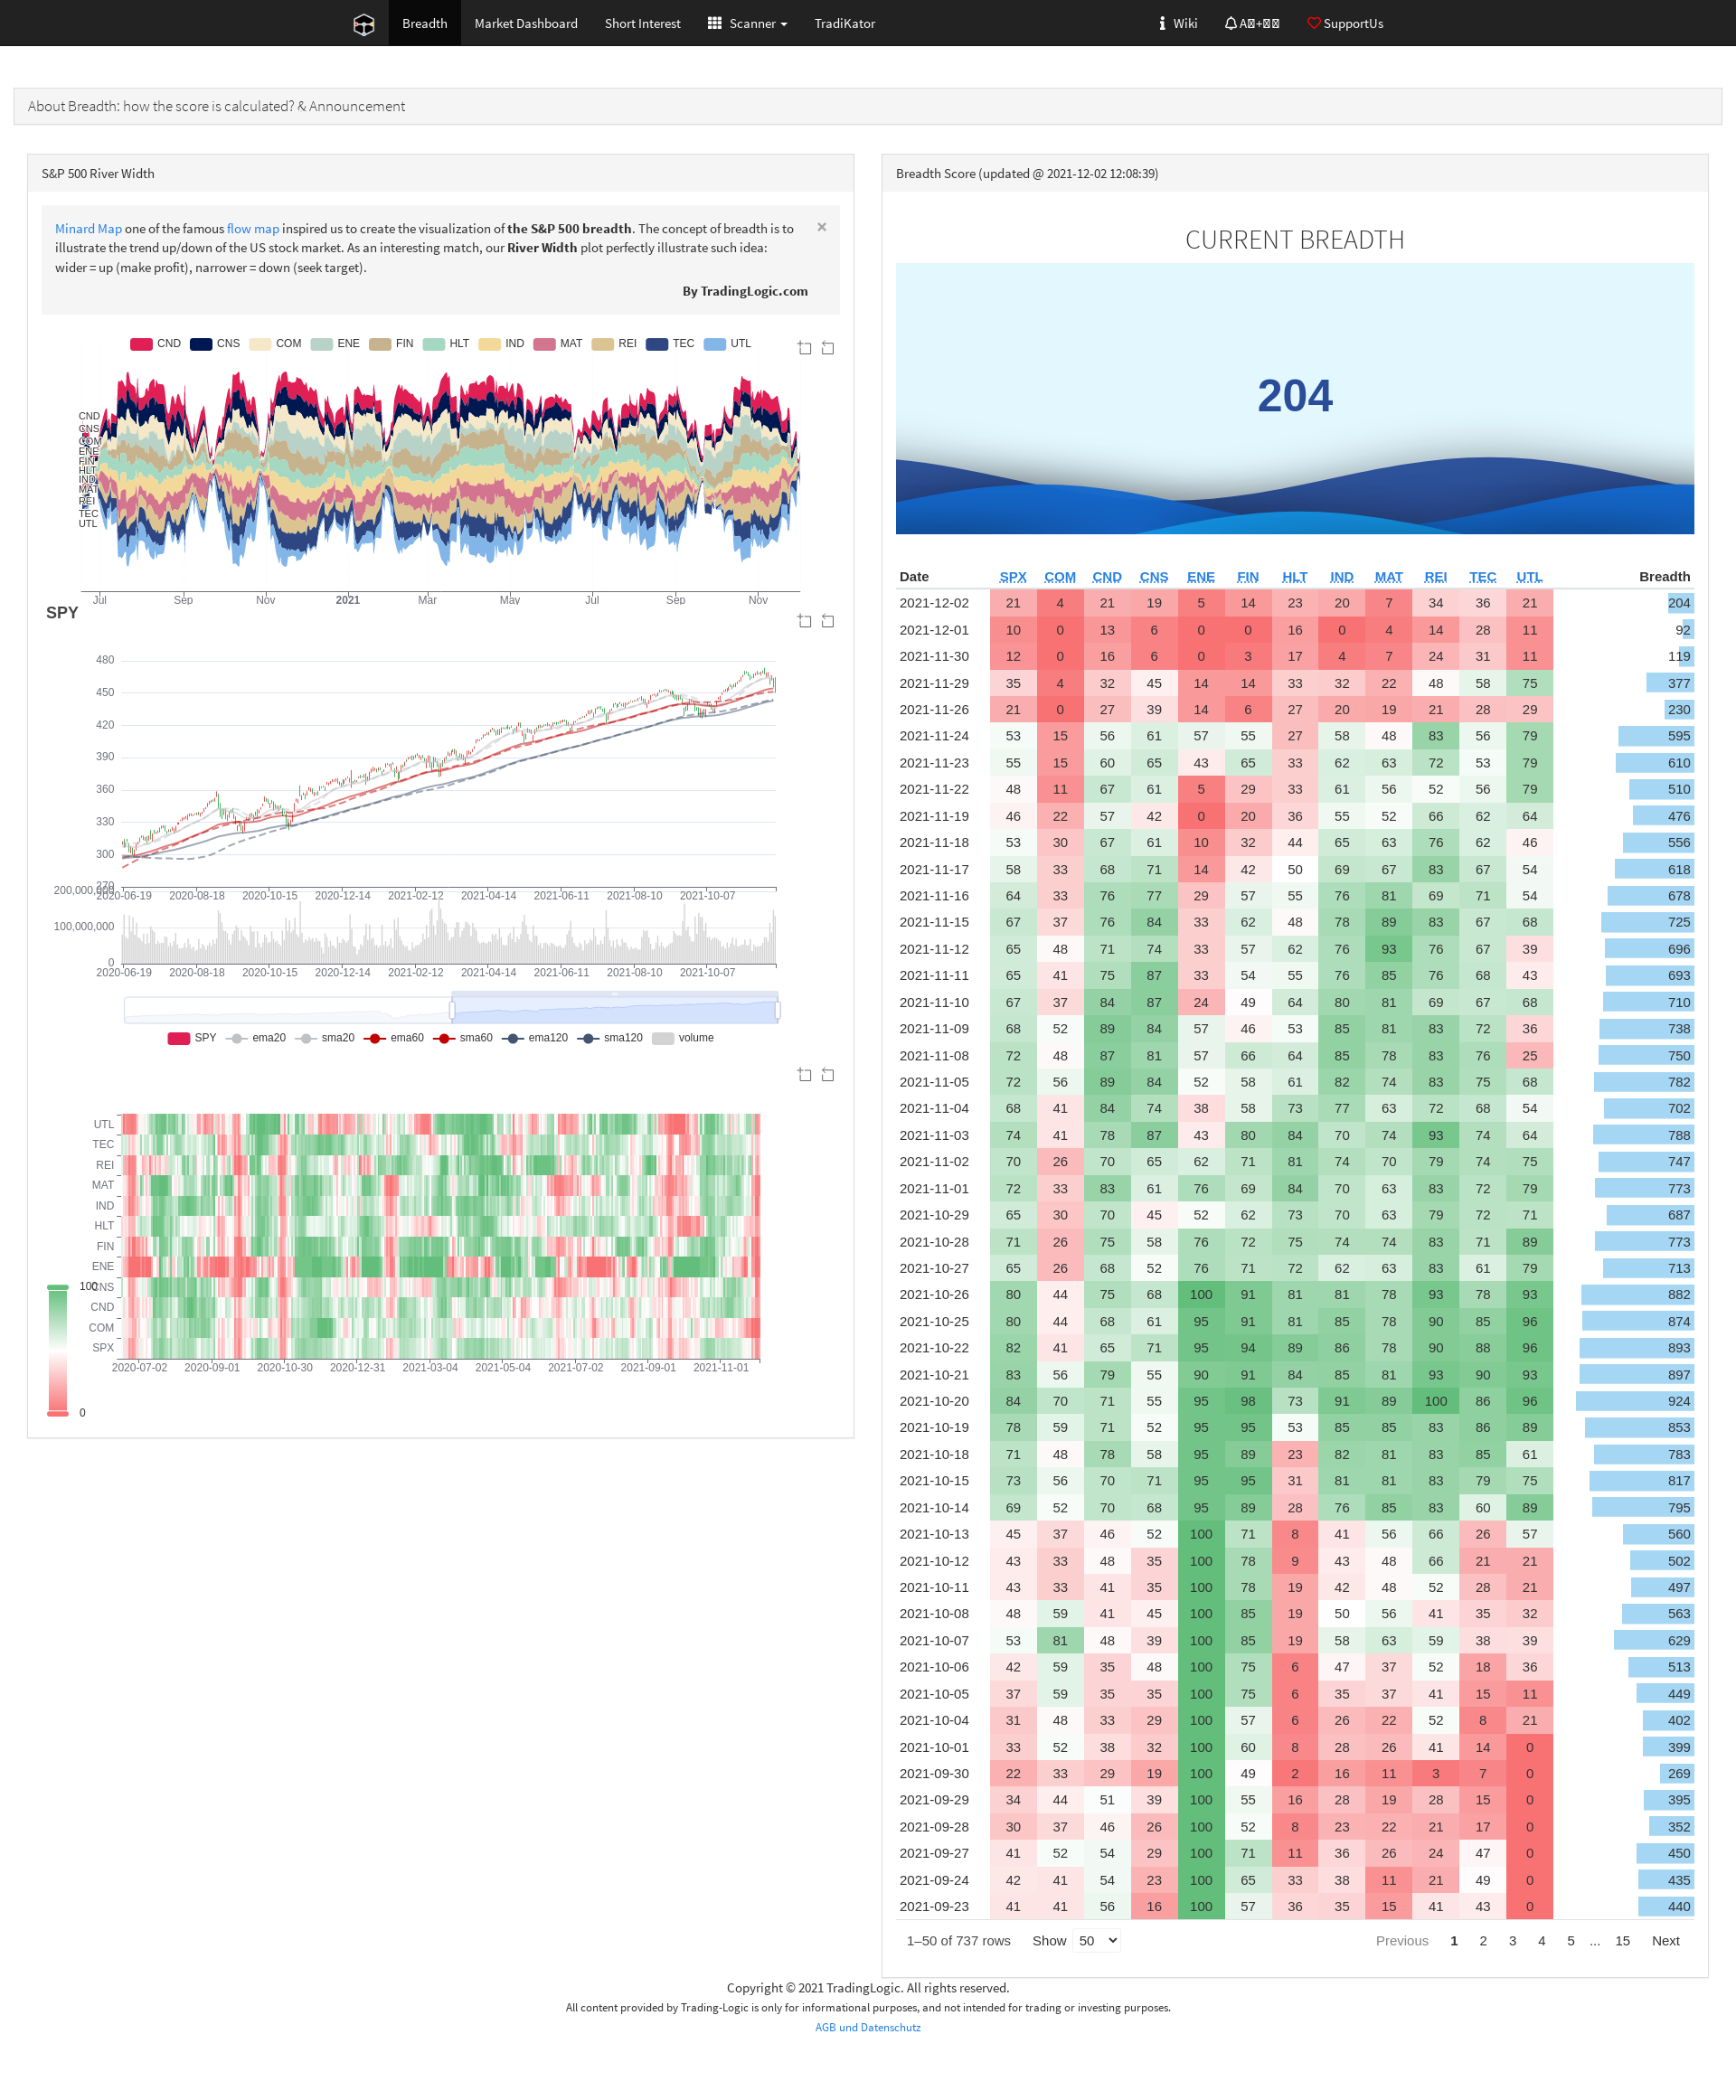 Breadth Market Dashboard Short Interest Scanner TradiKator Wiki SupportUs
About Breadth: how the score is calculated? & Announcement
S&P 500 River Width
Minard Map one of the famous flow map inspired us to create the visualization of the S&P 500 breadth. The concept of breadth is to
illustrate the trend up/down of the US stock market. As an interesting match, our River Width plot perfectly illustrate such idea:
wider = up (make profit), narrower = down (seek target).
×
By TradingLogic.com
CND CNS COM ENE FIN HLT IND MAT REI TEC UTL
CND
CNS
COM
ENE
FIN
HLT
IND
MAT
REI
TEC
UTL
Jul Sep Nov 2021 Mar May Jul Sep Nov
SPY
480
450
420
390
360
330
300
270
2020-06-19 2020-08-18 2020-10-15 2020-12-14 2021-02-12 2021-04-14 2021-06-11 2021-08-10 2021-10-07
200,000,000
100,000,000
0
2020-06-19 2020-08-18 2020-10-15 2020-12-14 2021-02-12 2021-04-14 2021-06-11 2021-08-10 2021-10-07
SPY ema20 sma20 ema60 sma60 ema120 sma120 volume
UTL
TEC
REI
MAT
IND
HLT
FIN
ENE
CNS
CND
COM
SPX
100
0
2020-07-02 2020-09-01 2020-10-30 2020-12-31 2021-03-04 2021-05-04 2021-07-02 2021-09-01 2021-11-01
Breadth Score (updated @ 2021-12-02 12:08:39)
CURRENT BREADTH
204
Date SPX COM CND CNS ENE FIN HLT IND MAT REI TEC UTL Breadth
2021-12-02 21 4 21 19 5 14 23 20 7 34 36 21 204
2021-12-01 10 0 13 6 0 0 16 0 4 14 28 11 92
2021-11-30 12 0 16 6 0 3 17 4 7 24 31 11 119
2021-11-29 35 4 32 45 14 14 33 32 22 48 58 75 377
2021-11-26 21 0 27 39 14 6 27 20 19 21 28 29 230
2021-11-24 53 15 56 61 57 55 27 58 48 83 56 79 595
2021-11-23 55 15 60 65 43 65 33 62 63 72 53 79 610
2021-11-22 48 11 67 61 5 29 33 61 56 52 56 79 510
2021-11-19 46 22 57 42 0 20 36 55 52 66 62 64 476
2021-11-18 53 30 67 61 10 32 44 65 63 76 62 46 556
2021-11-17 58 33 68 71 14 42 50 69 67 83 67 54 618
2021-11-16 64 33 76 77 29 57 55 76 81 69 71 54 678
2021-11-15 67 37 76 84 33 62 48 78 89 83 67 68 725
2021-11-12 65 48 71 74 33 57 62 76 93 76 67 39 696
2021-11-11 65 41 75 87 33 54 55 76 85 76 68 43 693
2021-11-10 67 37 84 87 24 49 64 80 81 69 67 68 710
2021-11-09 68 52 89 84 57 46 53 85 81 83 72 36 738
2021-11-08 72 48 87 81 57 66 64 85 78 83 76 25 750
2021-11-05 72 56 89 84 52 58 61 82 74 83 75 68 782
2021-11-04 68 41 84 74 38 58 73 77 63 72 68 54 702
2021-11-03 74 41 78 87 43 80 84 70 74 93 74 64 788
2021-11-02 70 26 70 65 62 71 81 74 70 79 74 75 747
2021-11-01 72 33 83 61 76 69 84 70 63 83 72 79 773
2021-10-29 65 30 70 45 52 62 73 70 63 79 72 71 687
2021-10-28 71 26 75 58 76 72 75 74 74 83 71 89 773
2021-10-27 65 26 68 52 76 71 72 62 63 83 61 79 713
2021-10-26 80 44 75 68 100 91 81 81 78 93 78 93 882
2021-10-25 80 44 68 61 95 91 81 85 78 90 85 96 874
2021-10-22 82 41 65 71 95 94 89 86 78 90 88 96 893
2021-10-21 83 56 79 55 90 91 84 85 81 93 90 93 897
2021-10-20 84 70 71 55 95 98 73 91 89 100 86 96 924
2021-10-19 78 59 71 52 95 95 53 85 85 83 86 89 853
2021-10-18 71 48 78 58 95 89 23 82 81 83 85 61 783
2021-10-15 73 56 70 71 95 95 31 81 81 83 79 75 817
2021-10-14 69 52 70 68 95 89 28 76 85 83 60 89 795
2021-10-13 45 37 46 52 100 71 8 41 56 66 26 57 560
2021-10-12 43 33 48 35 100 78 9 43 48 66 21 21 502
2021-10-11 43 33 41 35 100 78 19 42 48 52 28 21 497
2021-10-08 48 59 41 45 100 85 19 50 56 41 35 32 563
2021-10-07 53 81 48 39 100 85 19 58 63 59 38 39 629
2021-10-06 42 59 35 48 100 75 6 47 37 52 18 36 513
2021-10-05 37 59 35 35 100 75 6 35 37 41 15 11 449
2021-10-04 31 48 33 29 100 57 6 26 22 52 8 21 402
2021-10-01 33 52 38 32 100 60 8 28 26 41 14 0 399
2021-09-30 22 33 29 19 100 49 2 16 11 3 7 0 269
2021-09-29 34 44 51 39 100 55 16 28 19 28 15 0 395
2021-09-28 30 37 46 26 100 52 8 23 22 21 17 0 352
2021-09-27 41 52 54 29 100 71 11 36 26 24 47 0 450
2021-09-24 42 41 54 23 100 65 33 38 11 21 49 0 435
2021-09-23 41 41 56 16 100 57 36 35 15 41 43 0 440
1–50 of 737 rows Show 50 Previous 1 2 3 4 5 ... 15 Next
Copyright © 2021 TradingLogic. All rights reserved.
All content provided by Trading-Logic is only for informational purposes, and not intended for trading or investing purposes.
AGB und Datenschutz